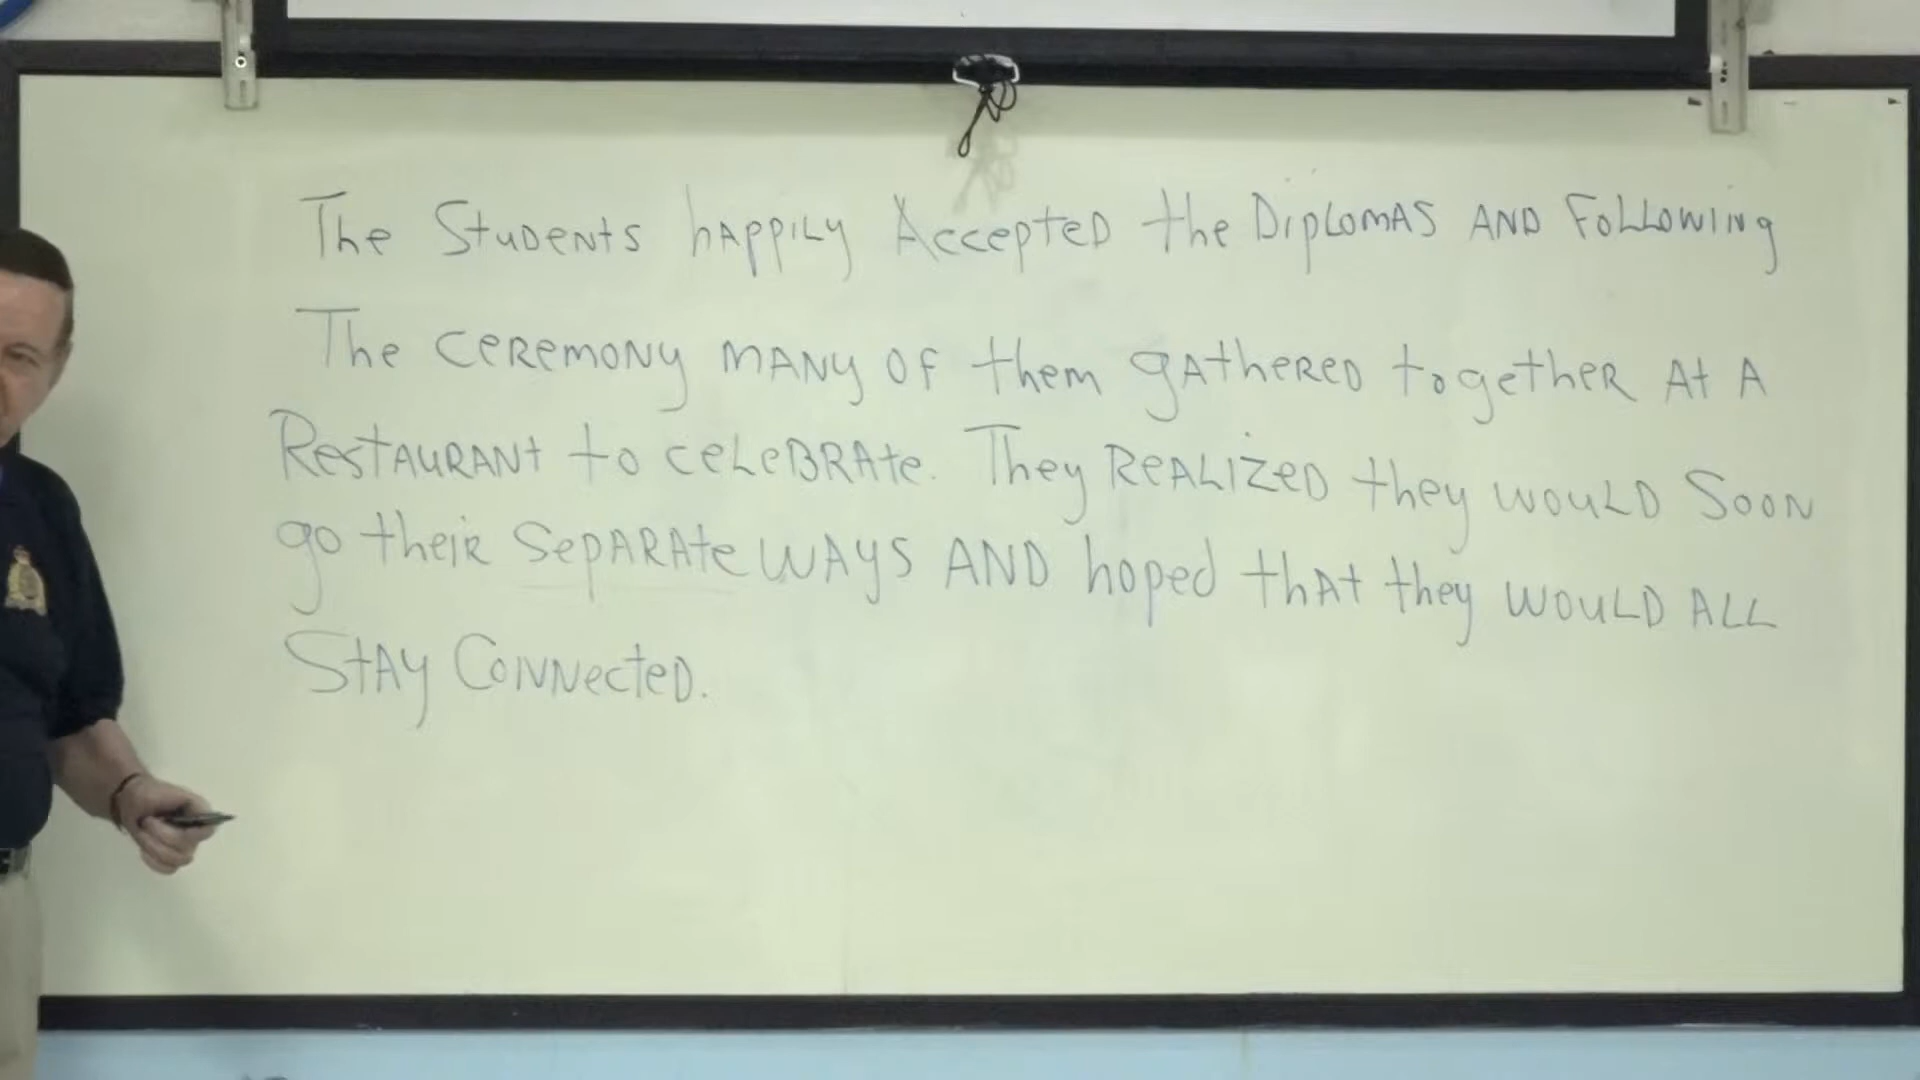 The Students happily Accepted the Diplomas AND Following
The ceremony many of them gathered together At A
Restaurant to celebrate. They Realized they would Soon
go their Separate ways AND hoped that they would ALL
Stay Connected.